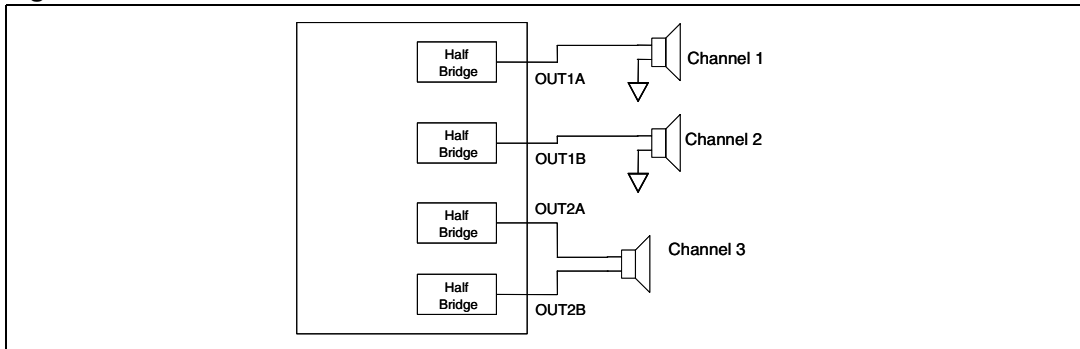 Half
Bridge
OUT1A
Channel 1
Half
Bridge
OUT1B
Channel 2
Half
Bridge
OUT2A
Channel 3
Half
Bridge
OUT2B